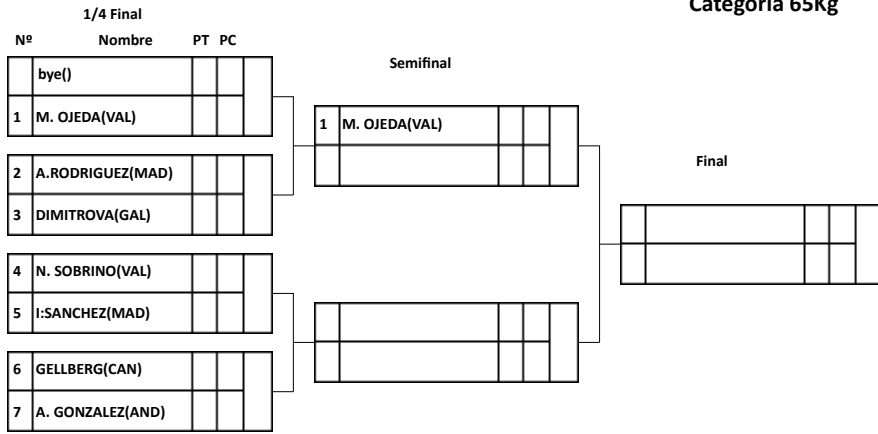 Categoría 65Kg
1/4 Final
Nº Nombre PT PC
bye()
1 M. OJEDA(VAL)
2 A.RODRIGUEZ(MAD)
3 DIMITROVA(GAL)
4 N. SOBRINO(VAL)
5 I:SANCHEZ(MAD)
6 GELLBERG(CAN)
7 A. GONZALEZ(AND)
Semifinal
1 M. OJEDA(VAL)
Final